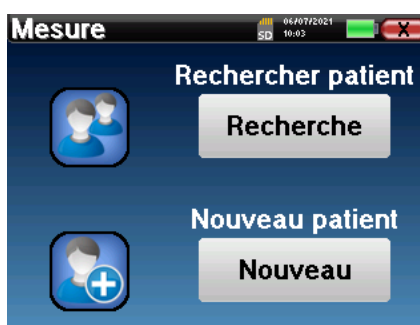 Mesure
SD 06/07/2021
10:03
X
Rechercher patient
Recherche
Nouveau patient
Nouveau